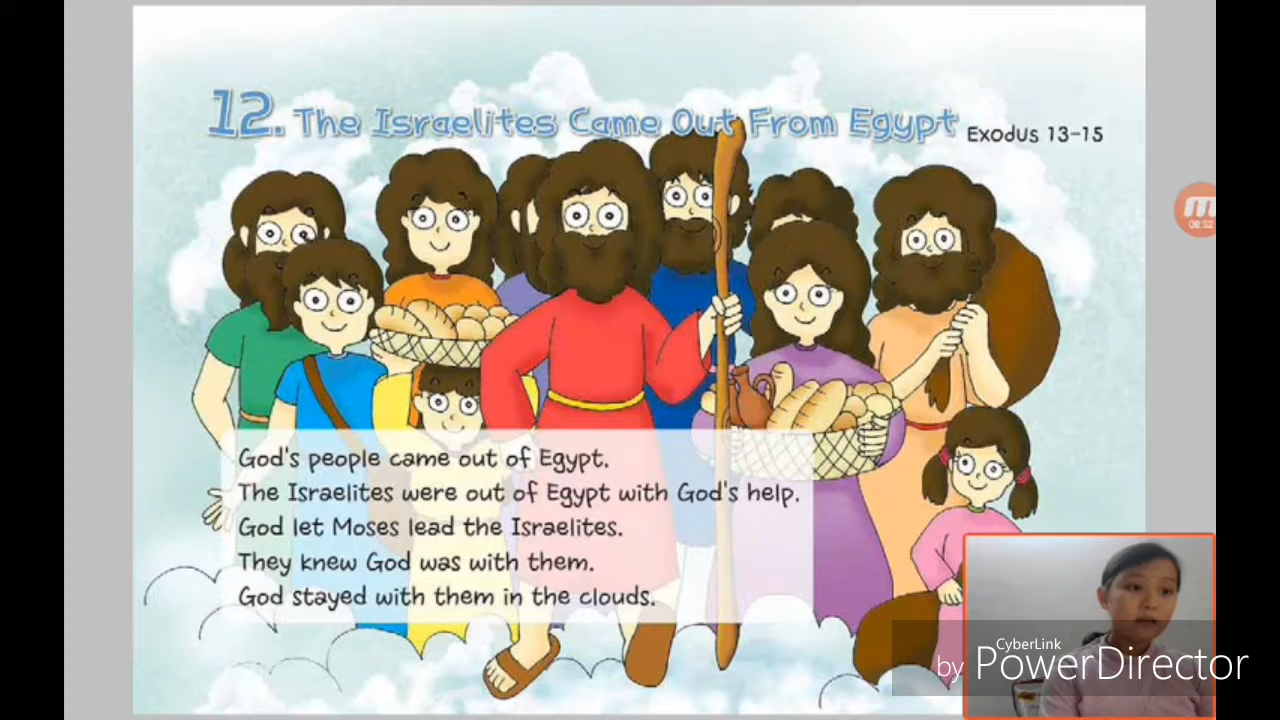 12. The Israelites Came Out From Egypt Exodus 13-15
God's people came out of Egypt.
The Israelites were out of Egypt with God's help.
God let Moses lead the Israelites.
They knew God was with them.
God stayed with them in the clouds.
08:52
CyberLink
by PowerDirector